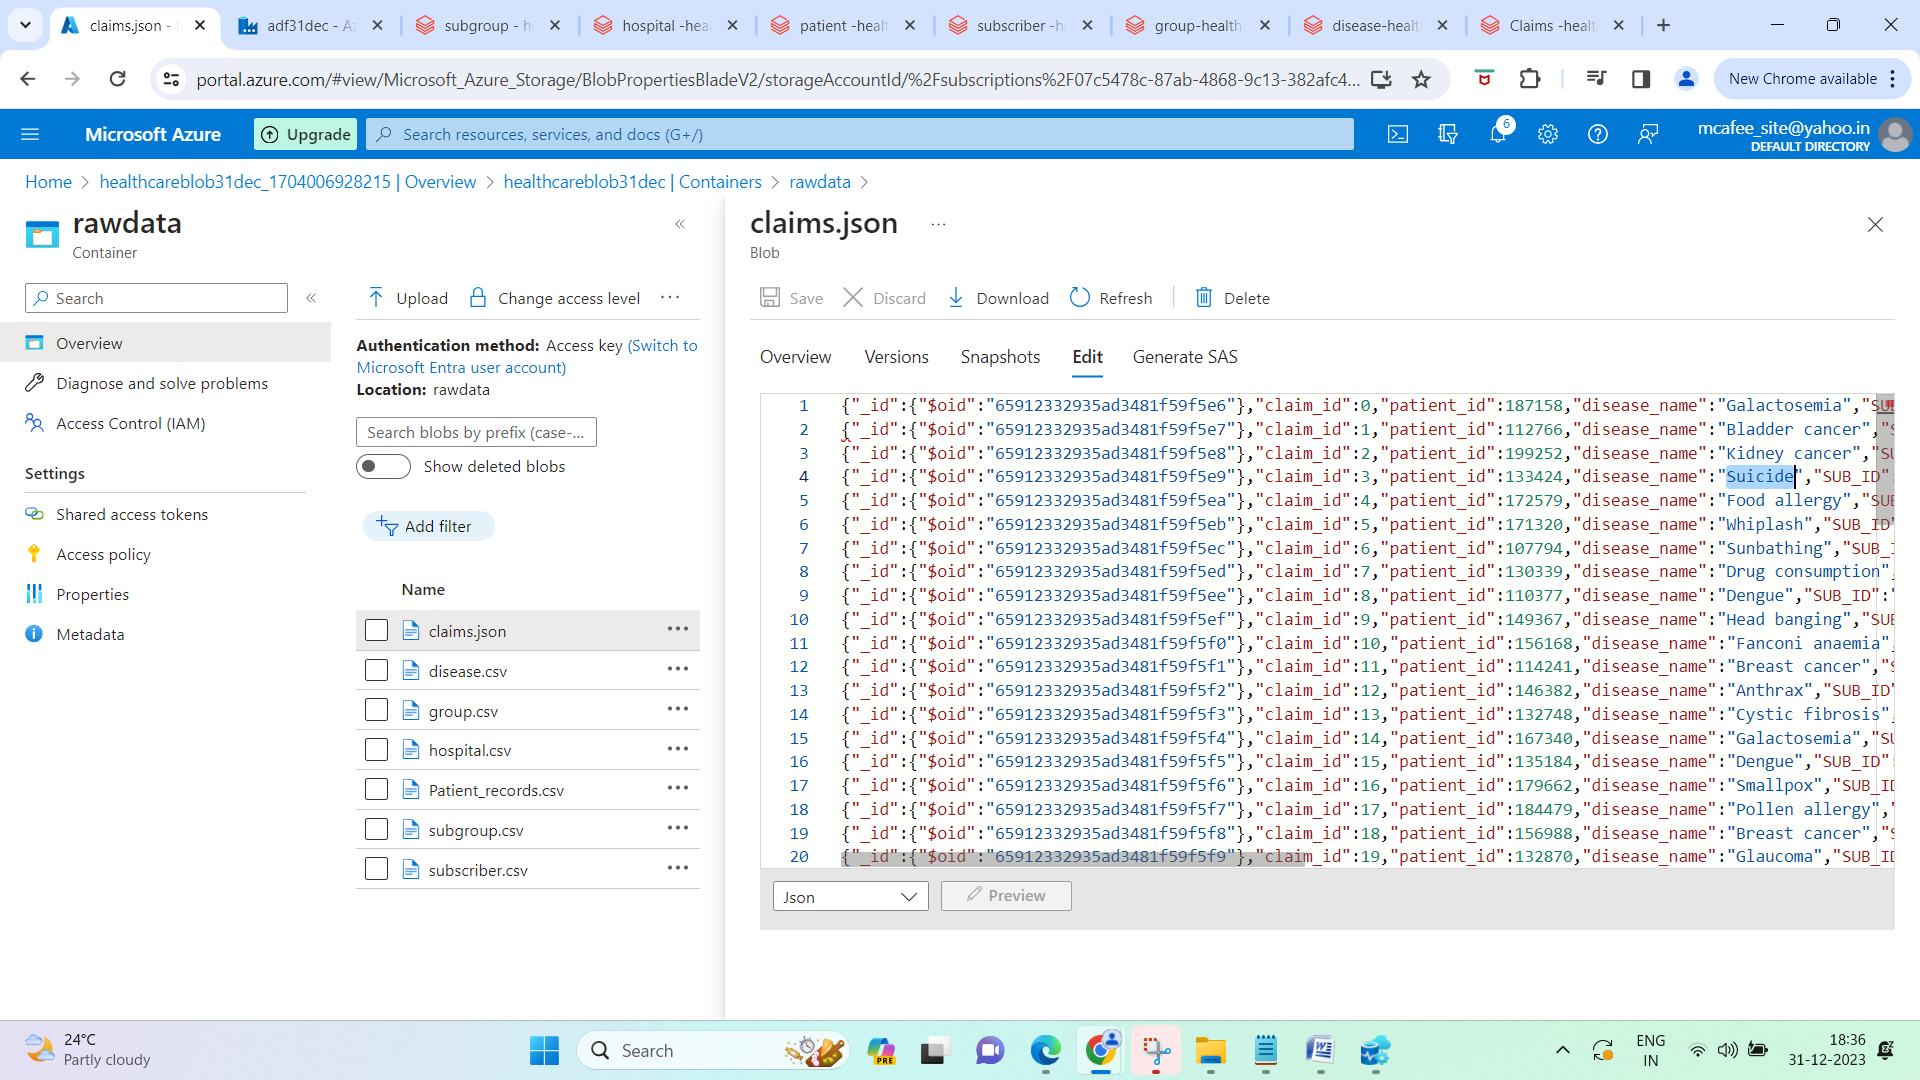 claims.json -
adf31dec - Az
subgroup - h
hospital -heal
patient -healt
subscriber -he
group-health
disease-healt
Claims -healt
portal.azure.com/#view/Microsoft_Azure_Storage/BlobPropertiesBladeV2/storageAccountId/%2Fsubscriptions%2F07c5478c-87ab-4868-9c13-382afc4...
New Chrome available
Microsoft Azure
Upgrade
Search resources, services, and docs (G+/)
6
mcafee_site@yahoo.in
DEFAULT DIRECTORY
Home > healthcareblob31dec_1704006928215 | Overview > healthcareblob31dec | Containers > rawdata >
rawdata
Container
Search
Overview
Diagnose and solve problems
Access Control (IAM)
Settings
Shared access tokens
Access policy
Properties
Metadata
Upload
Change access level
Authentication method: Access key (Switch to
Microsoft Entra user account)
Location: rawdata
Search blobs by prefix (case-...
Show deleted blobs
Add filter
Name
claims.json
disease.csv
group.csv
hospital.csv
Patient_records.csv
subgroup.csv
subscriber.csv
claims.json
Blob
Save
Discard
Download
Refresh
Delete
Overview
Versions
Snapshots
Edit
Generate SAS
1 {"_id":{"$oid":"65912332935ad3481f59f5e6"},"claim_id":0,"patient_id":187158,"disease_name":"Galactosemia","SUB
2 {"_id":{"$oid":"65912332935ad3481f59f5e7"},"claim_id":1,"patient_id":112766,"disease_name":"Bladder cancer","S
3 {"_id":{"$oid":"65912332935ad3481f59f5e8"},"claim_id":2,"patient_id":199252,"disease_name":"Kidney cancer","SU
4 {"_id":{"$oid":"65912332935ad3481f59f5e9"},"claim_id":3,"patient_id":133424,"disease_name":"Suicide","SUB_ID":
5 {"_id":{"$oid":"65912332935ad3481f59f5ea"},"claim_id":4,"patient_id":172579,"disease_name":"Food allergy","SUB
6 {"_id":{"$oid":"65912332935ad3481f59f5eb"},"claim_id":5,"patient_id":171320,"disease_name":"Whiplash","SUB_ID"
7 {"_id":{"$oid":"65912332935ad3481f59f5ec"},"claim_id":6,"patient_id":107794,"disease_name":"Sunbathing","SUB_I
8 {"_id":{"$oid":"65912332935ad3481f59f5ed"},"claim_id":7,"patient_id":130339,"disease_name":"Drug consumption",
9 {"_id":{"$oid":"65912332935ad3481f59f5ee"},"claim_id":8,"patient_id":110377,"disease_name":"Dengue","SUB_ID":"
10 {"_id":{"$oid":"65912332935ad3481f59f5ef"},"claim_id":9,"patient_id":149367,"disease_name":"Head banging","SUB
11 {"_id":{"$oid":"65912332935ad3481f59f5f0"},"claim_id":10,"patient_id":156168,"disease_name":"Fanconi anaemia",
12 {"_id":{"$oid":"65912332935ad3481f59f5f1"},"claim_id":11,"patient_id":114241,"disease_name":"Breast cancer","S
13 {"_id":{"$oid":"65912332935ad3481f59f5f2"},"claim_id":12,"patient_id":146382,"disease_name":"Anthrax","SUB_ID"
14 {"_id":{"$oid":"65912332935ad3481f59f5f3"},"claim_id":13,"patient_id":132748,"disease_name":"Cystic fibrosis",
15 {"_id":{"$oid":"65912332935ad3481f59f5f4"},"claim_id":14,"patient_id":167340,"disease_name":"Galactosemia","SU
16 {"_id":{"$oid":"65912332935ad3481f59f5f5"},"claim_id":15,"patient_id":135184,"disease_name":"Dengue","SUB_ID":
17 {"_id":{"$oid":"65912332935ad3481f59f5f6"},"claim_id":16,"patient_id":179662,"disease_name":"Smallpox","SUB_ID
18 {"_id":{"$oid":"65912332935ad3481f59f5f7"},"claim_id":17,"patient_id":184479,"disease_name":"Pollen allergy","
19 {"_id":{"$oid":"65912332935ad3481f59f5f8"},"claim_id":18,"patient_id":156988,"disease_name":"Breast cancer","S
20 {"_id":{"$oid":"65912332935ad3481f59f5f9"},"claim_id":19,"patient_id":132870,"disease_name":"Glaucoma","SUB_ID
Json
Preview
24°C
Partly cloudy
Search
PRE
ENG
IN
18:36
31-12-2023